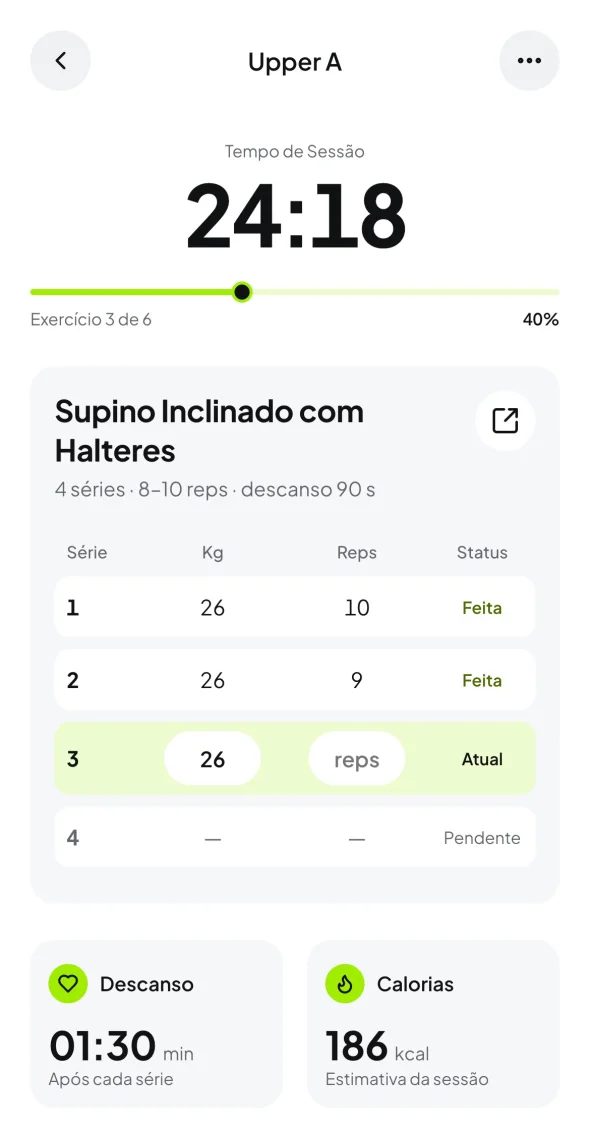 Upper A
Tempo de Sessão
24:18
Exercício 3 de 6
40%
Supino Inclinado com
Halteres
4 séries · 8–10 reps · descanso 90 s
Série Kg Reps Status
1 26 10 Feita
2 26 9 Feita
3 26 reps Atual
4 — — Pendente
Descanso
01:30 min
Após cada série
Calorias
186 kcal
Estimativa da sessão